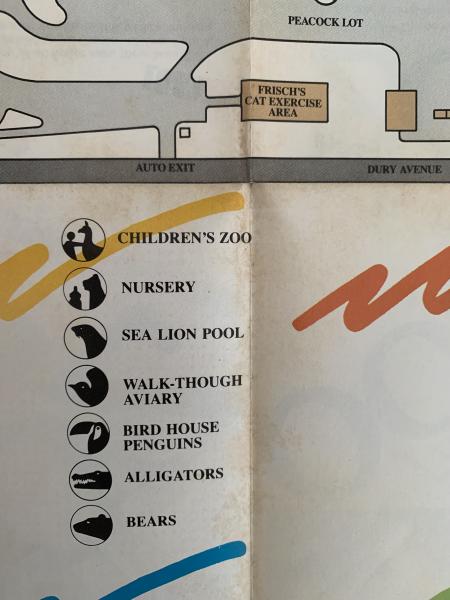 PEACOCK LOT
FRISCH'S
CAT EXERCISE
AREA
AUTO EXIT
DURY AVENUE
CHILDREN'S ZOO
NURSERY
SEA LION POOL
WALK-THOUGH
AVIARY
BIRD HOUSE
PENGUINS
ALLIGATORS
BEARS